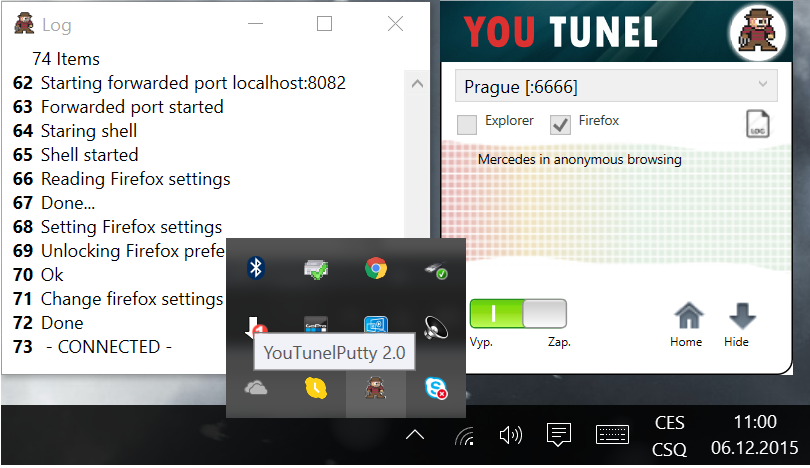 Log
74 Items
62 Starting forwarded port localhost:8082
63 Forwarded port started
64 Staring shell
65 Shell started
66 Reading Firefox settings
67 Done...
68 Setting Firefox settings
69 Unlocking Firefox prefe
70 Ok
71 Change firefox settings
72 Done
73 - CONNECTED -
YOU TUNEL
Prague [:6666]
Explorer
Firefox
LOG
Mercedes in anonymous browsing
Vyp.
Zap.
Home
Hide
GoPro
YouTunelPutty 2.0
CES
CSQ
11:00
06.12.2015